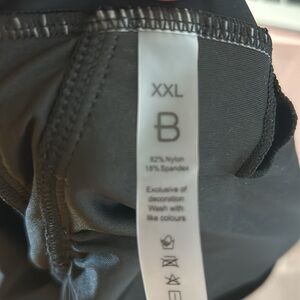 XXL
B
82% Nylon
18% Spandex
Exclusive of
decoration
Wash with
like colours